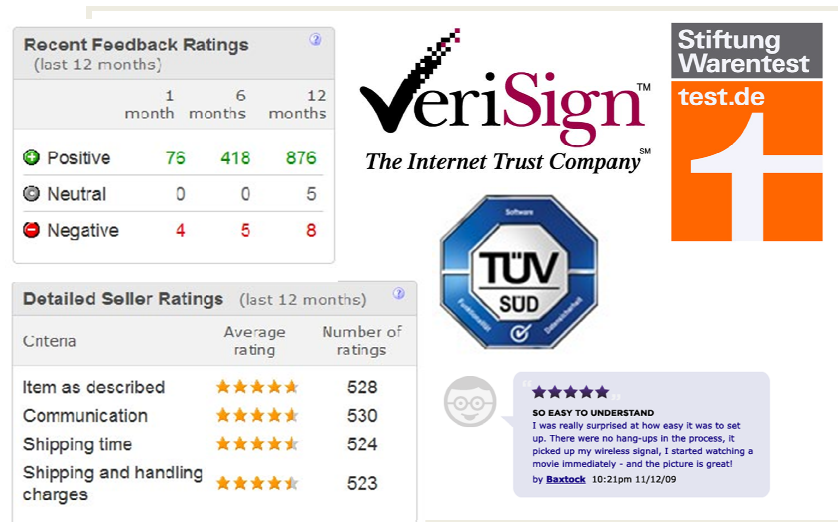 Recent Feedback Ratings
(last 12 months)
1 6 12
month months months
Positive 76 418 876
Neutral 0 0 5
Negative 4 5 8
Detailed Seller Ratings (last 12 months)
Criteria Average rating Number of ratings
Item as described 528
Communication 530
Shipping time 524
Shipping and handling
charges 523
VeriSign™
The Internet Trust Company℠
Stiftung
Warentest
test.de
Software
TÜV
SÜD
Funktionalität
Datensicherheit
SO EASY TO UNDERSTAND
I was really surprised at how easy it was to set
up. There were no hang-ups in the process, it
picked up my wireless signal, I started watching a
movie immediately - and the picture is great!
by Baxtock 10:21pm 11/12/09